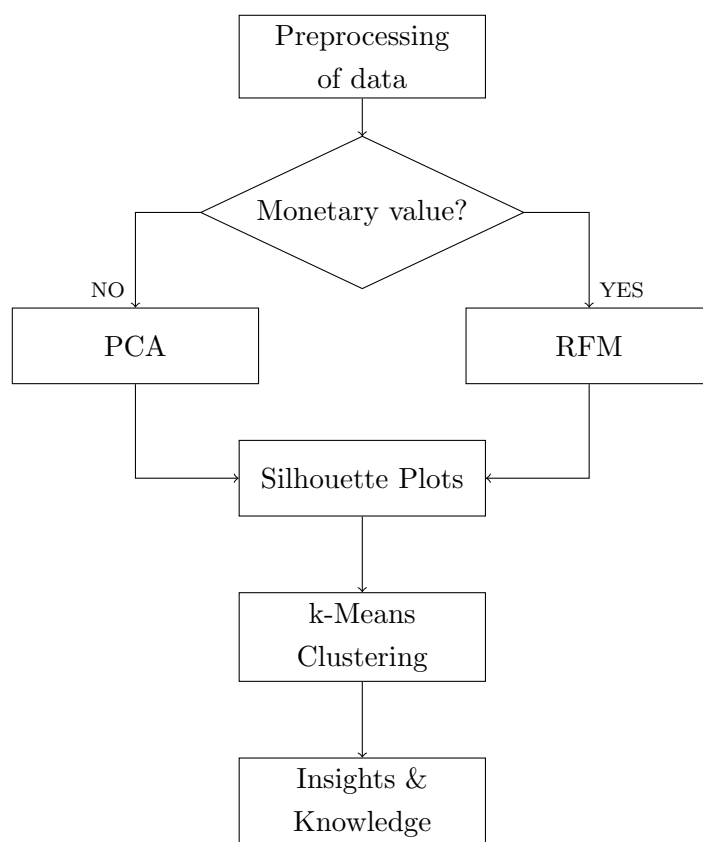 Preprocessing
of data
Monetary value?
NO
YES
PCA
RFM
Silhouette Plots
k-Means
Clustering
Insights &
Knowledge